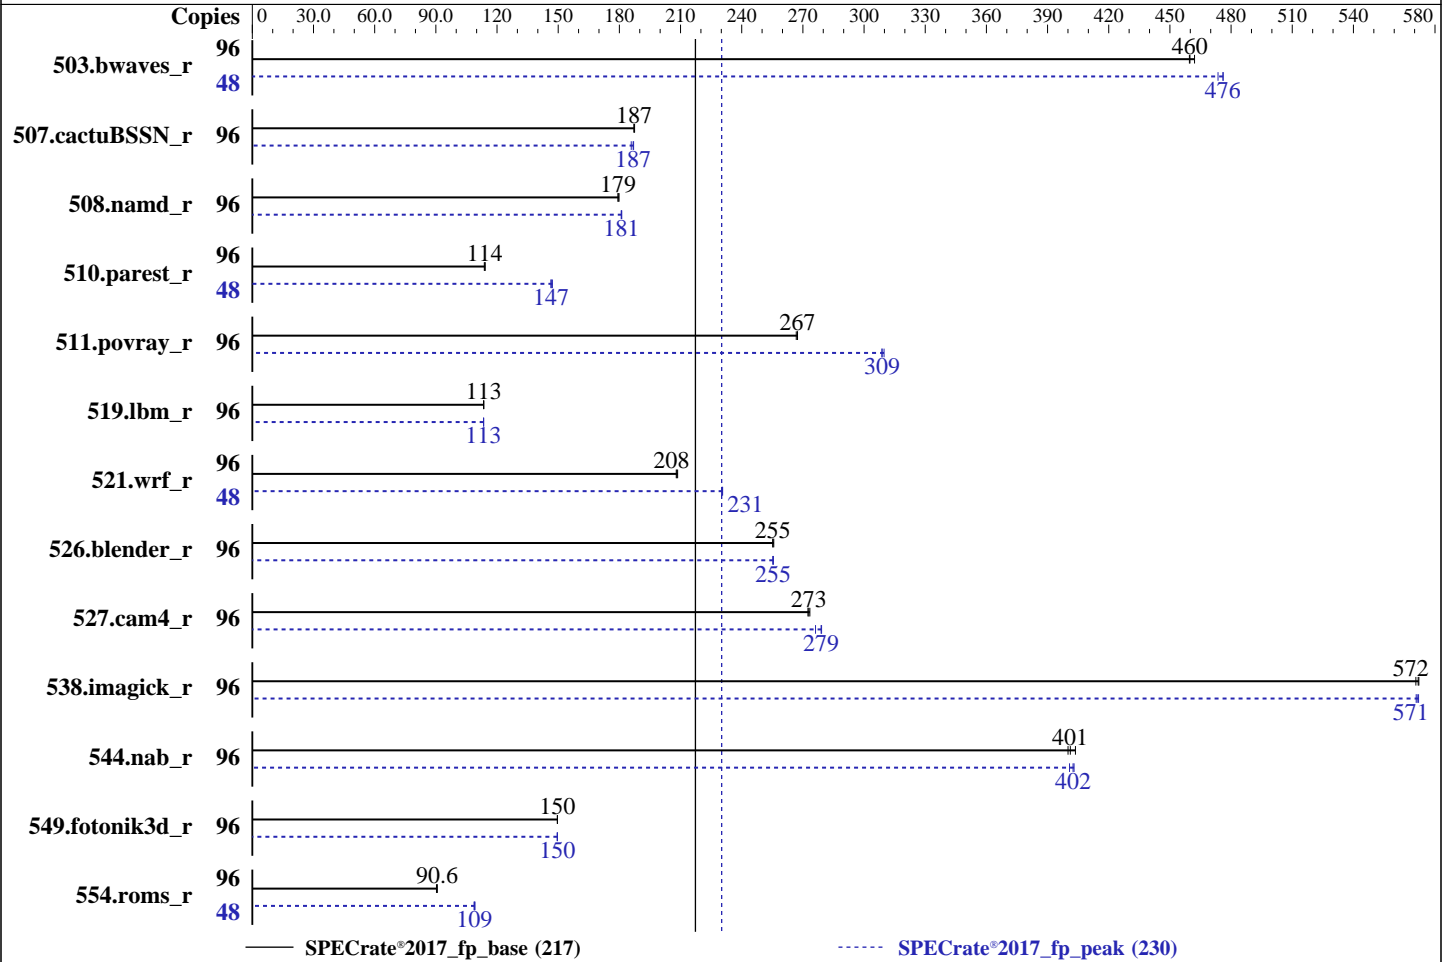 Copies 0 30.0 60.0 90.0 120 150 180 210 240 270 300 330 360 390 420 450 480 510 540 580
503.bwaves_r 96 460
48 476
507.cactuBSSN_r 96 187
187
508.namd_r 96 179
181
510.parest_r 96 114
48 147
511.povray_r 96 267
309
519.lbm_r 96 113
113
521.wrf_r 96 208
48 231
526.blender_r 96 255
255
527.cam4_r 96 273
279
538.imagick_r 96 572
571
544.nab_r 96 401
402
549.fotonik3d_r 96 150
150
554.roms_r 96 90.6
48 109
SPECrate®2017_fp_base (217) SPECrate®2017_fp_peak (230)